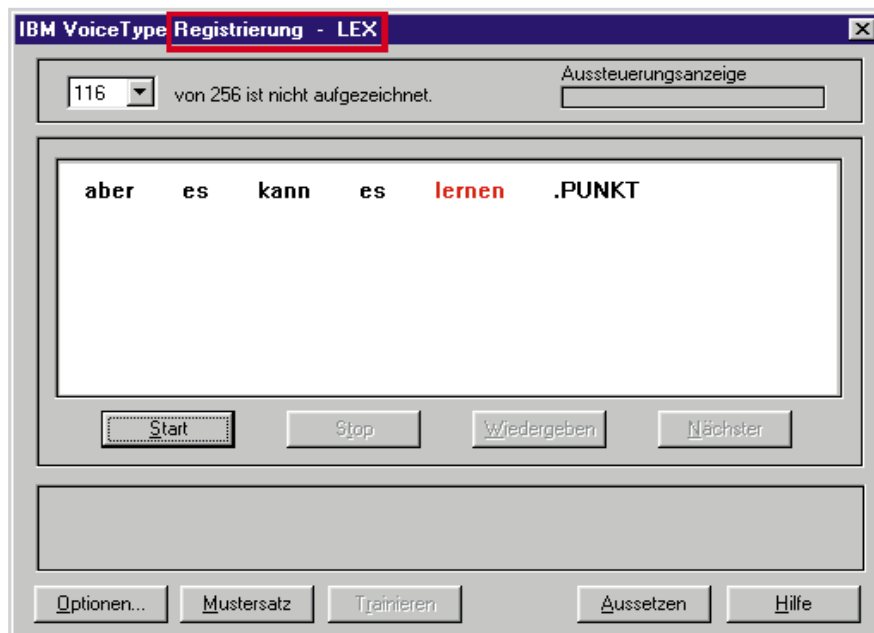 IBM VoiceType Registrierung - LEX
116 von 256 ist nicht aufgezeichnet. Aussteuerungsanzeige
aber es kann es lernen .PUNKT
Start Stop Wiedergeben Nächster
Optionen... Mustersatz Trainieren Aussetzen Hilfe